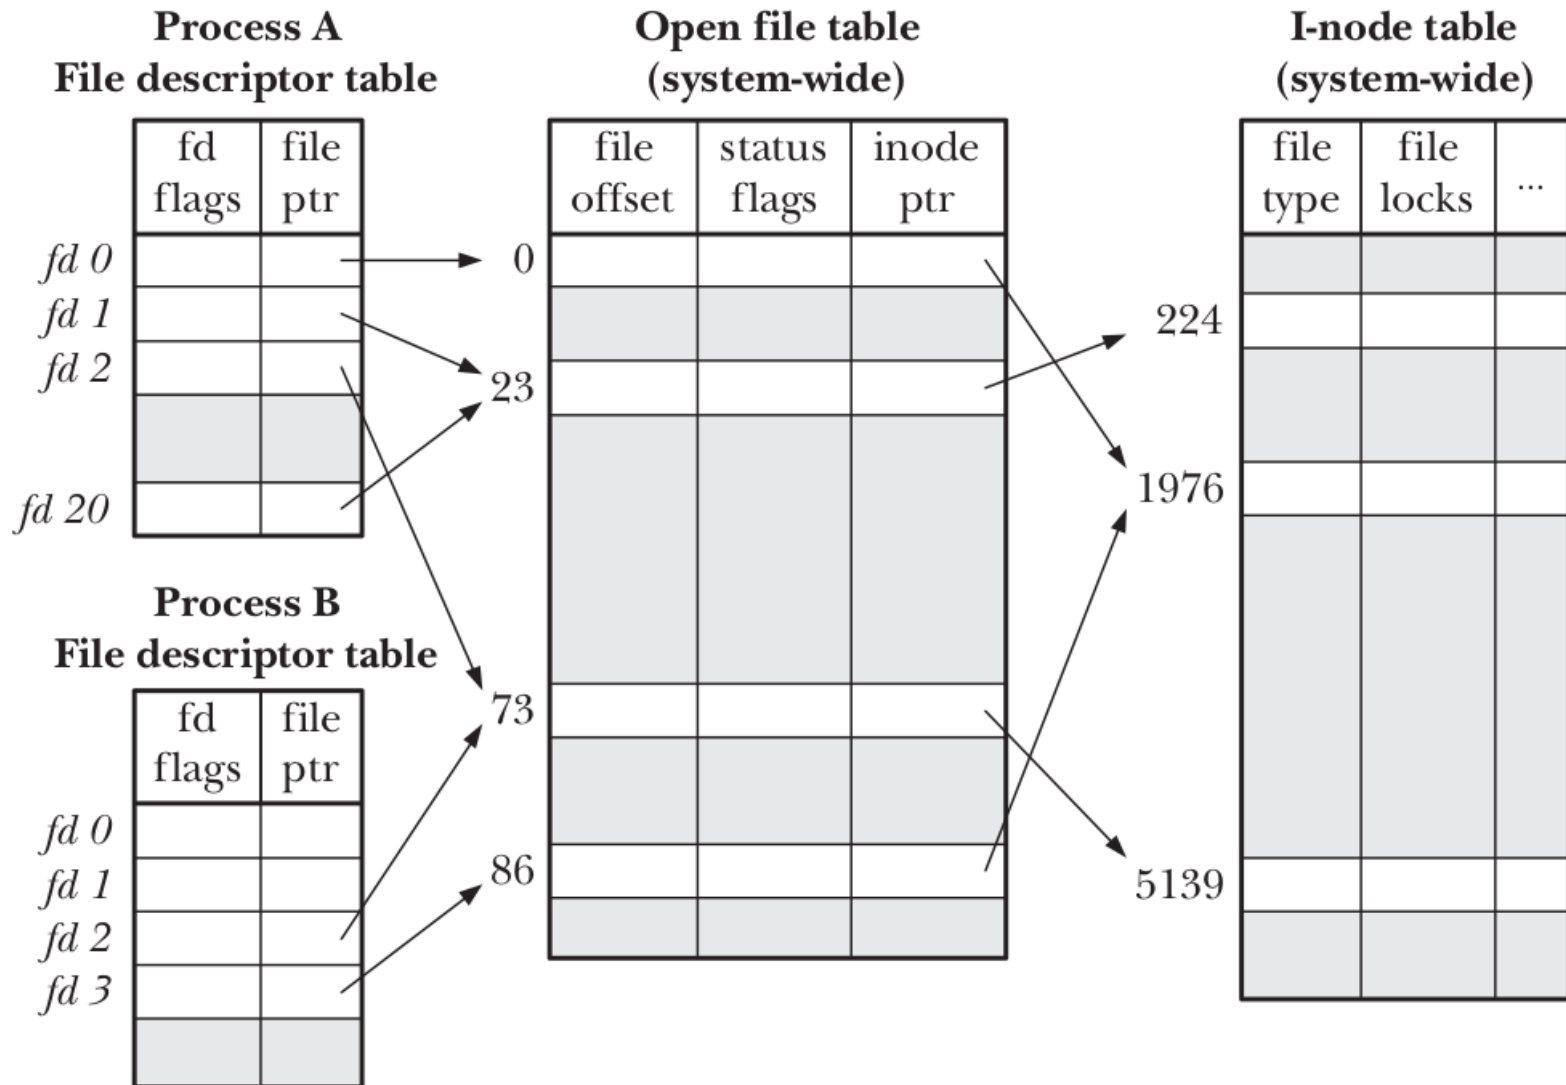 Process A
File descriptor table
fd file
flags ptr
fd 0
fd 1
fd 2
fd 20
Process B
File descriptor table
fd file
flags ptr
fd 0
fd 1
fd 2
fd 3
Open file table
(system-wide)
file status inode
offset flags ptr
0
23
73
86
I-node table
(system-wide)
file file ...
type locks
224
1976
5139